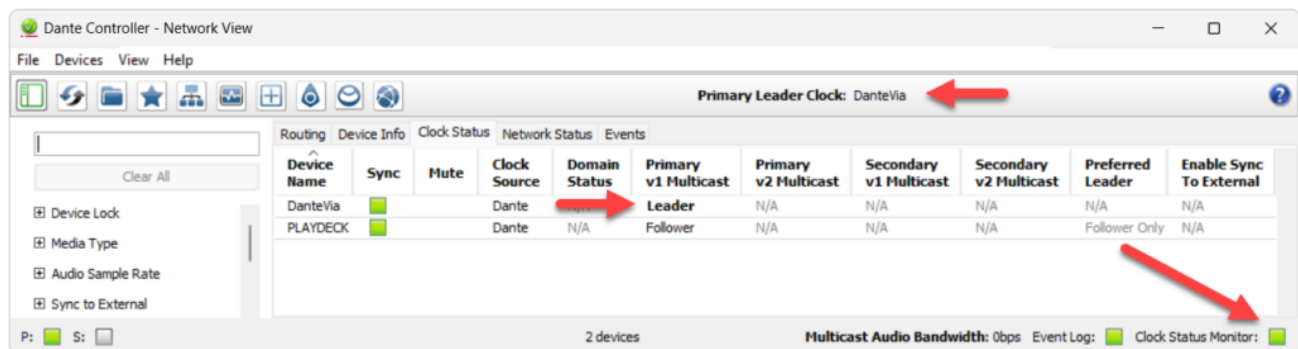 Dante Controller - Network View
File Devices View Help
Primary Leader Clock: DanteVia
Routing Device Info Clock Status Network Status Events
Device Name Sync Mute Clock Source Domain Status Primary v1 Multicast Primary v2 Multicast Secondary v1 Multicast Secondary v2 Multicast Preferred Leader Enable Sync To External
Clear All
DanteVia Dante Leader N/A N/A N/A N/A N/A
PLAYDECK Dante N/A Follower N/A N/A N/A Follower Only N/A
Device Lock
Media Type
Audio Sample Rate
Sync to External
P: S: 2 devices Multicast Audio Bandwidth: 0bps Event Log: Clock Status Monitor: